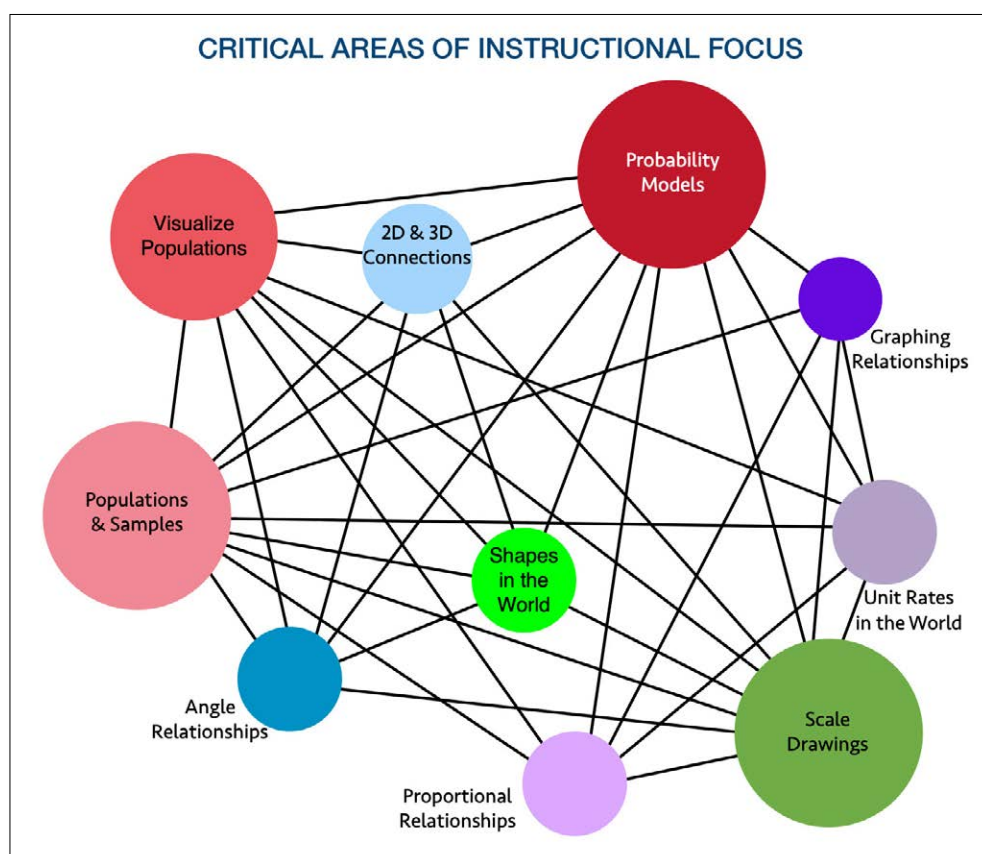 CRITICAL AREAS OF INSTRUCTIONAL FOCUS
Probability
Models
Visualize
Populations
2D & 3D
Connections
Graphing
Relationships
Populations
& Samples
Shapes
in the
World
Unit Rates
in the World
Angle
Relationships
Scale
Drawings
Proportional
Relationships